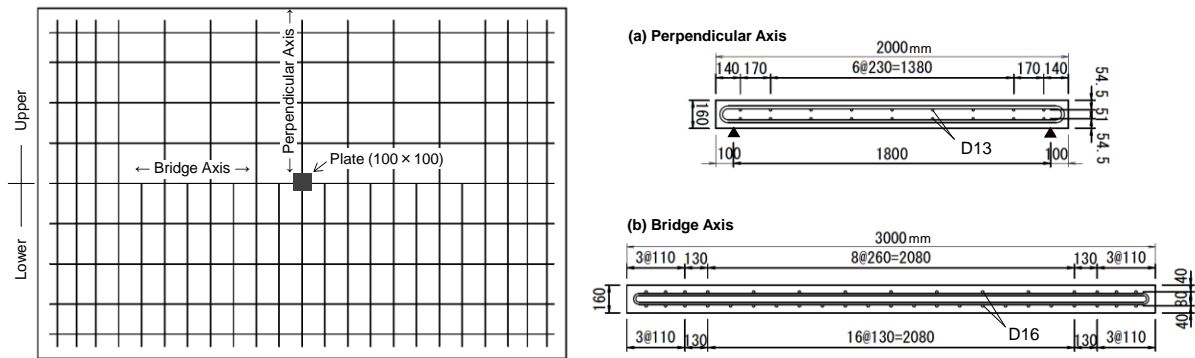 Upper
Lower
Perpendicular Axis
← Bridge Axis →
Plate (100×100)
(a) Perpendicular Axis
2000mm
140 170 6@230=1380 170 140
160
54.5 51 54.5
D13
100 1800 100
(b) Bridge Axis
3000mm
3@110 130 8@260=2080 130 3@110
160
40 80 40
D16
3@110 130 16@130=2080 130 3@110